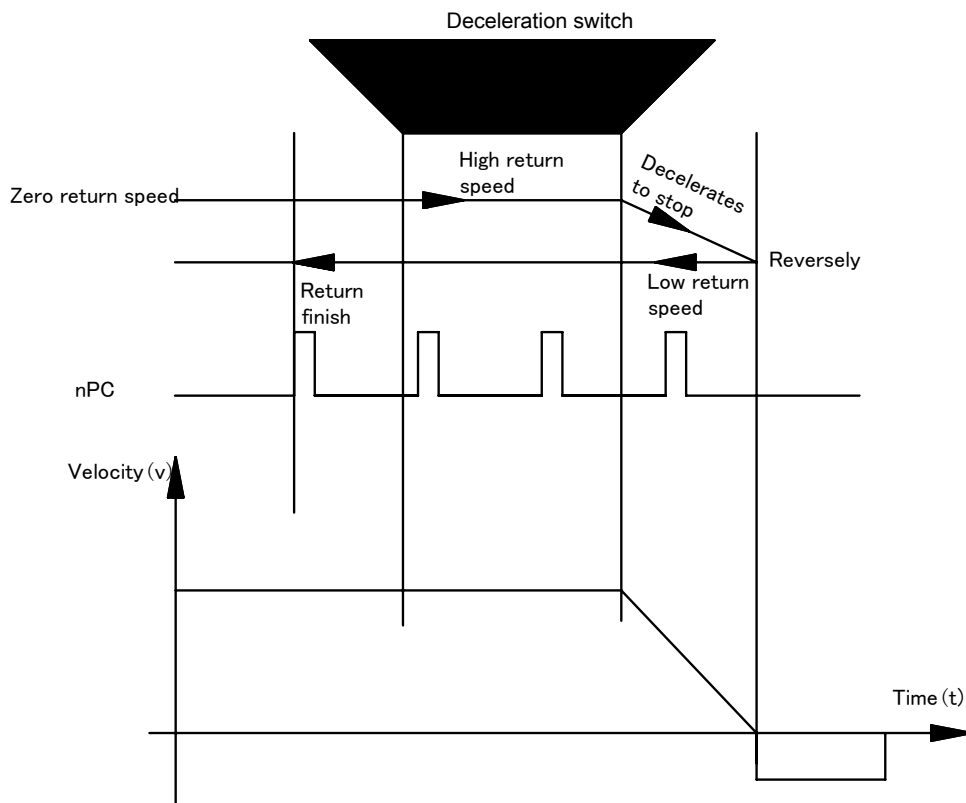 Deceleration switch
Zero return speed
High return
speed
Decelerates
to stop
Reversely
Return
finish
Low return
speed
nPC
Velocity(v)
Time(t)